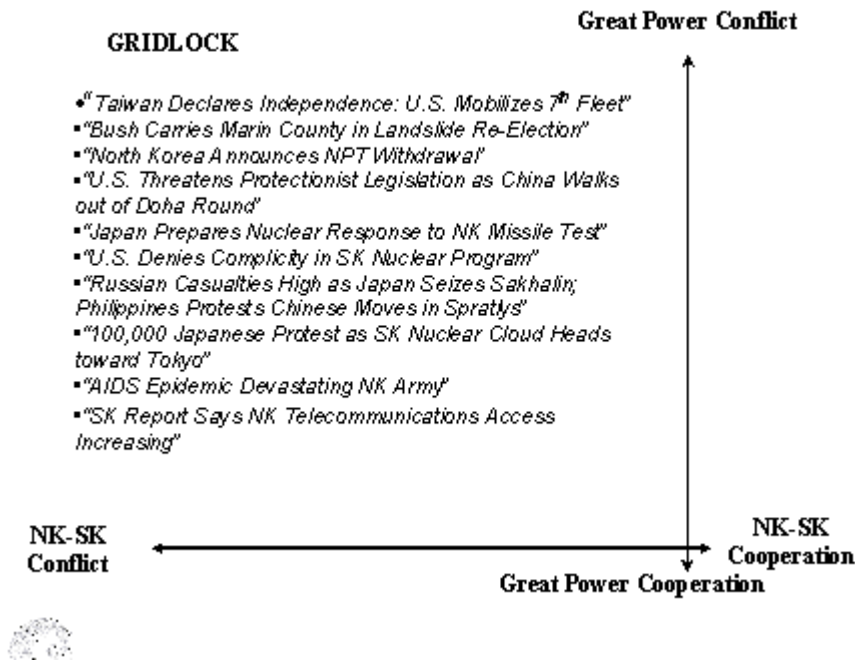 Great Power Conflict
GRIDLOCK
•“Taiwan Declares Independence: U.S. Mobilizes 7th Fleet”
▪“Bush Carries Marin County in Landslide Re-Election”
▪“North Korea Announces NPT Withdrawal”
▪“U.S. Threatens Protectionist Legislation as China Walks
out of Doha Round”
▪“Japan Prepares Nuclear Response to NK Missile Test”
▪“U.S. Denies Complicity in SK Nuclear Program”
▪“Russian Casualties High as Japan Seizes Sakhalin;
Philippines Protests Chinese Moves in Spratlys”
▪“100,000 Japanese Protest as SK Nuclear Cloud Heads
toward Tokyo”
▪“AIDS Epidemic Devastating NK Army”
▪“SK Report Says NK Telecommunications Access
Increasing”
NK-SK
Conflict
NK-SK
Cooperation
Great Power Cooperation